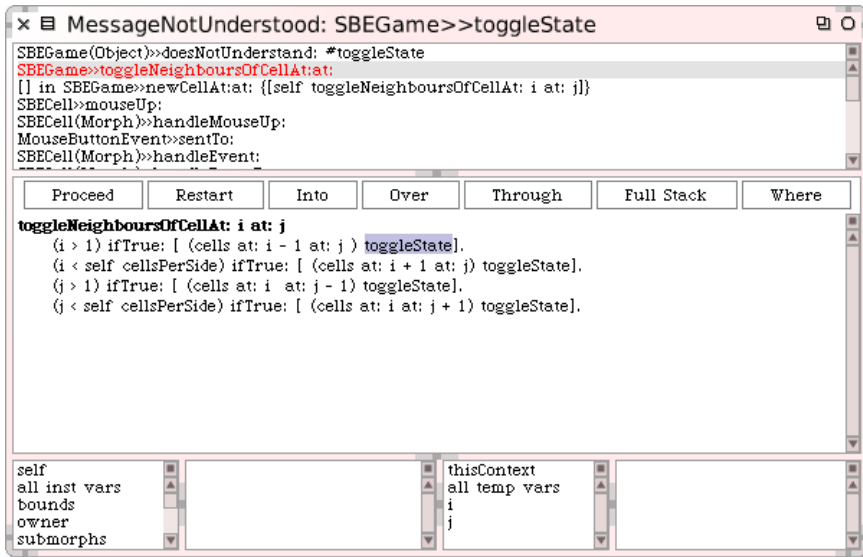 MessageNotUnderstood: SBEGame>>toggleState
SBEGame(Object)>>doesNotUnderstand: #toggleState
SBEGame>>toggleNeighboursOfCellAt:at:
[] in SBEGame>>newCellAt:at: {[self toggleNeighboursOfCellAt: i at: j]}
SBECell>>mouseUp:
SBECell(Morph)>>handleMouseUp:
MouseButtonEvent>>sentTo:
SBECell(Morph)>>handleEvent:
Proceed Restart Into Over Through Full Stack Where
toggleNeighboursOfCellAt: i at: j
(i > 1) ifTrue: [ (cells at: i - 1 at: j ) toggleState].
(i < self cellsPerSide) ifTrue: [ (cells at: i + 1 at: j) toggleState].
(j > 1) ifTrue: [ (cells at: i  at: j - 1) toggleState].
(j < self cellsPerSide) ifTrue: [ (cells at: i at: j + 1) toggleState].
self
all inst vars
bounds
owner
submorphs
thisContext
all temp vars
i
j